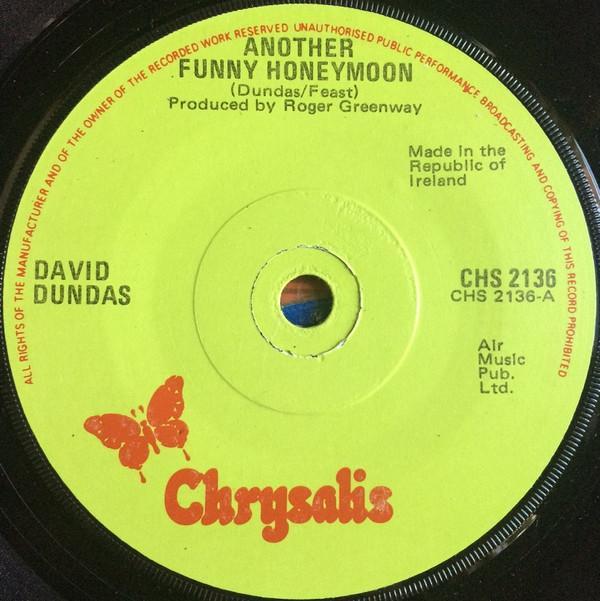 ALL RIGHTS OF THE MANUFACTURER AND OF THE OWNER OF THE RECORDED WORK RESERVED UNAUTHORISED PUBLIC PERFORMANCE BROADCASTING AND COPYING OF THIS RECORD PROHIBITED
ANOTHER
FUNNY HONEYMOON
(Dundas/Feast)
Produced by Roger Greenway
Made in the
Republic of
Ireland
DAVID
DUNDAS
CHS 2136
CHS 2136-A
Air
Music
Pub.
Ltd.
Chrysalis